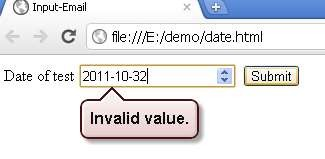 Input-Email
file:///E:/demo/date.html
Date of test 2011-10-32 Submit
Invalid value.